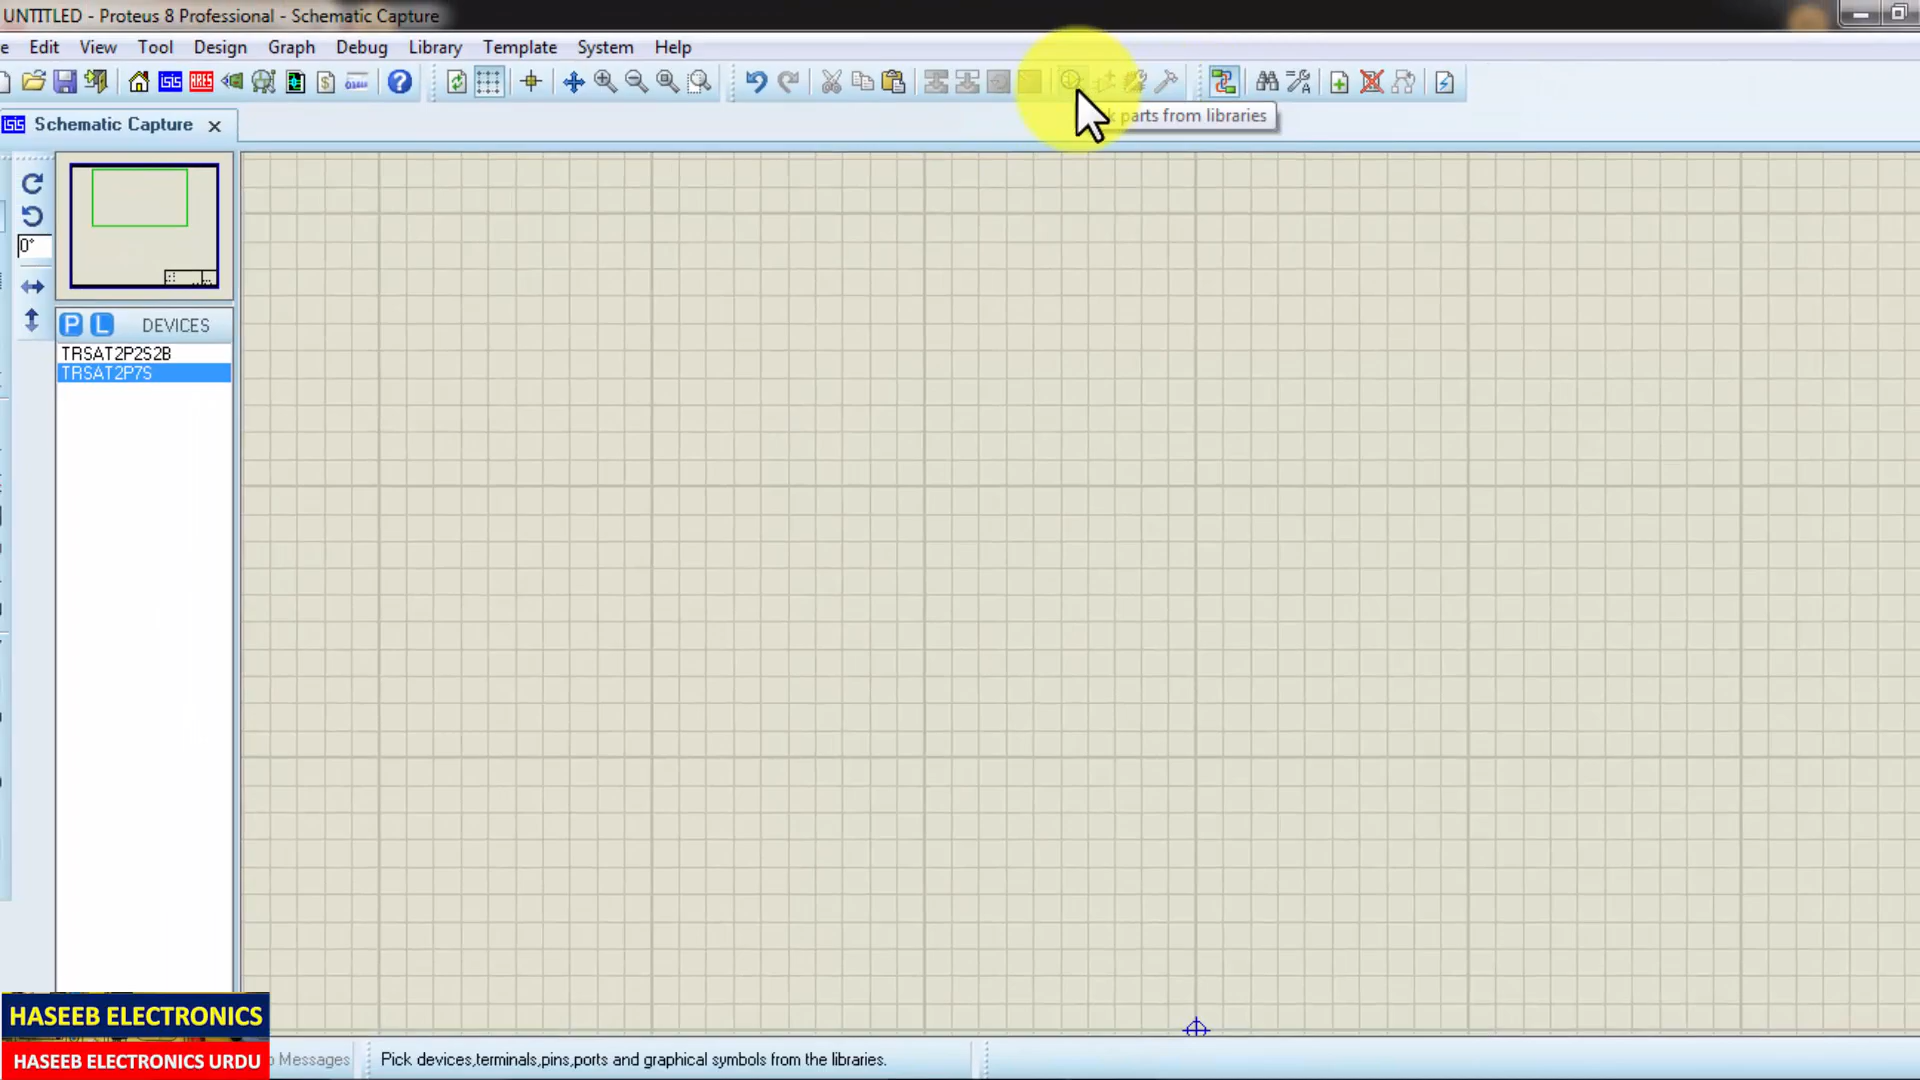 UNTITLED - Proteus 8 Professional - Schematic Capture
Edit View Tool Design Graph Debug Library Template System Help
ISIS ARES
Schematic Capture
parts from libraries
0°
P L DEVICES
TRSAT2P2S2B
TRSAT2P7S
HASEEB ELECTRONICS
HASEEB ELECTRONICS URDU
Messages
Pick devices,terminals,pins,ports and graphical symbols from the libraries.